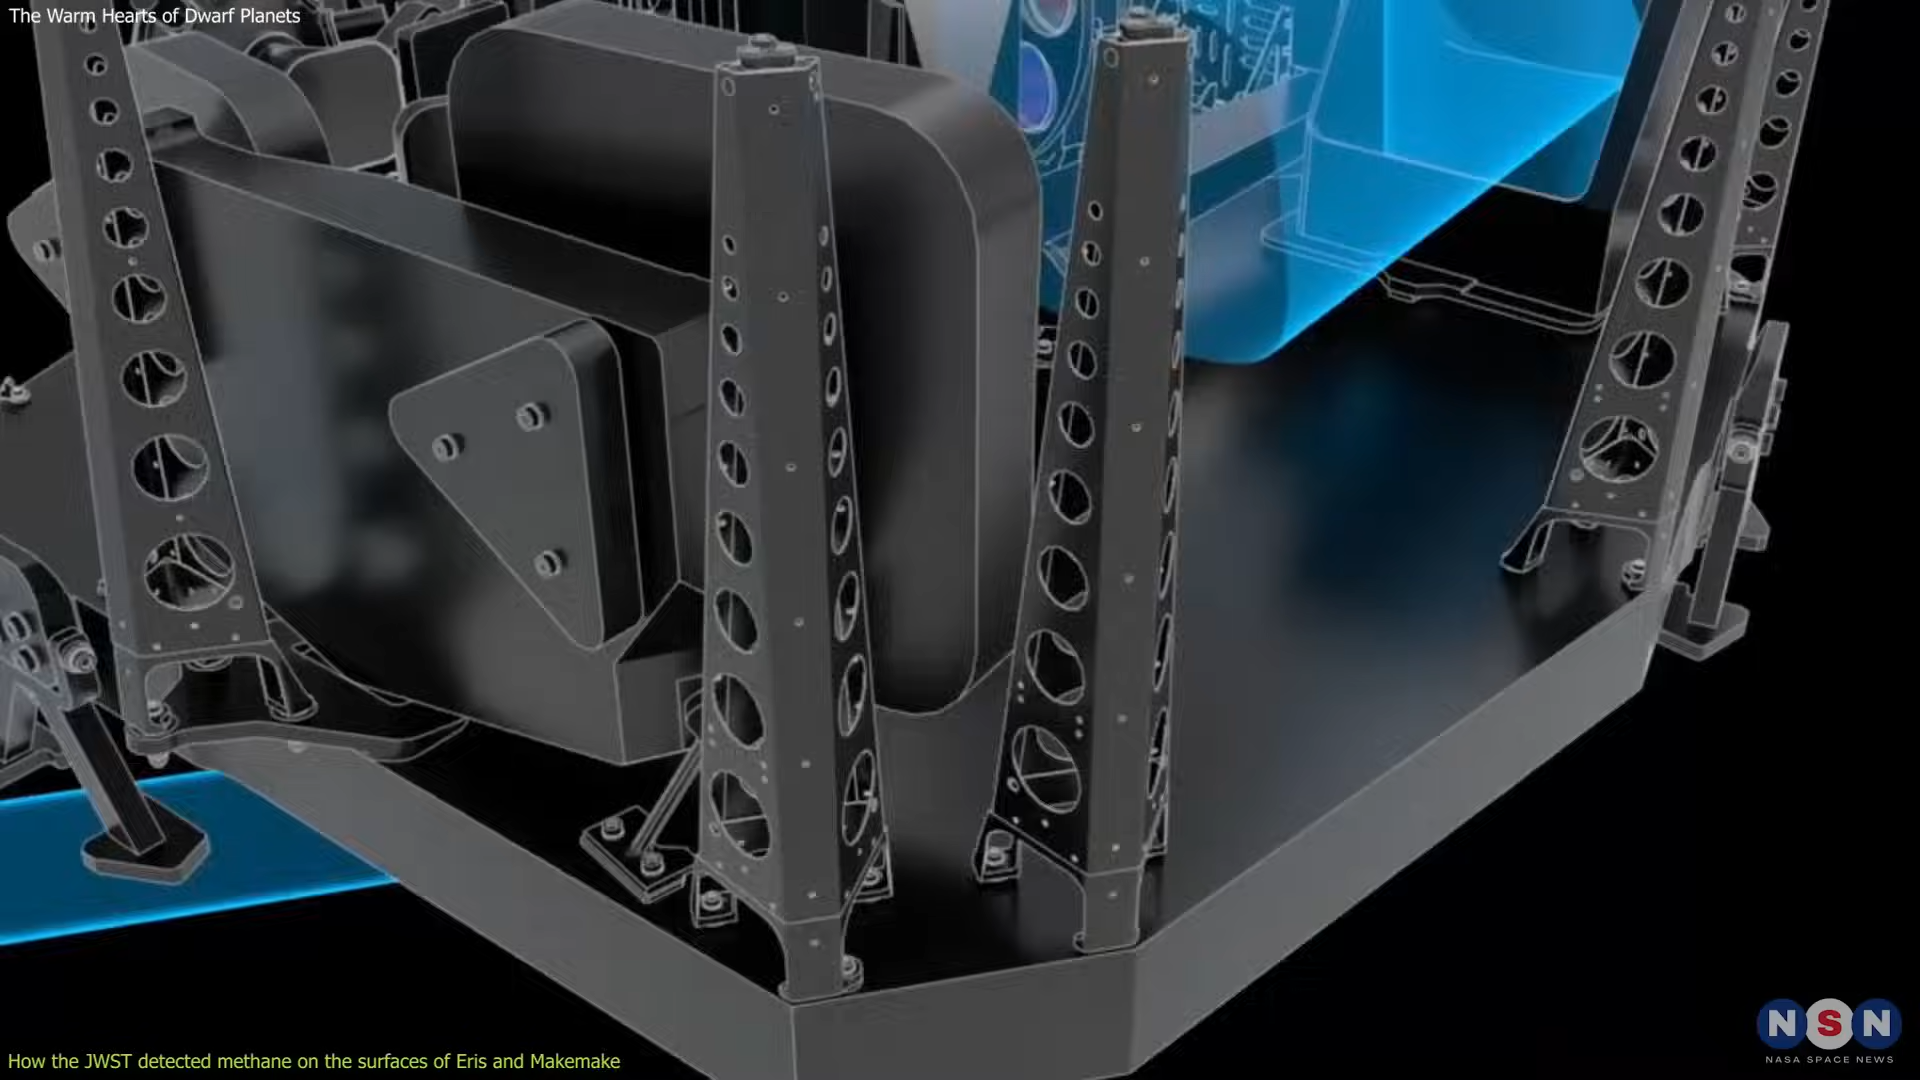 The Warm Hearts of Dwarf Planets
NSN
NASA SPACE NEWS
How the JWST detected methane on the surfaces of Eris and Makemake